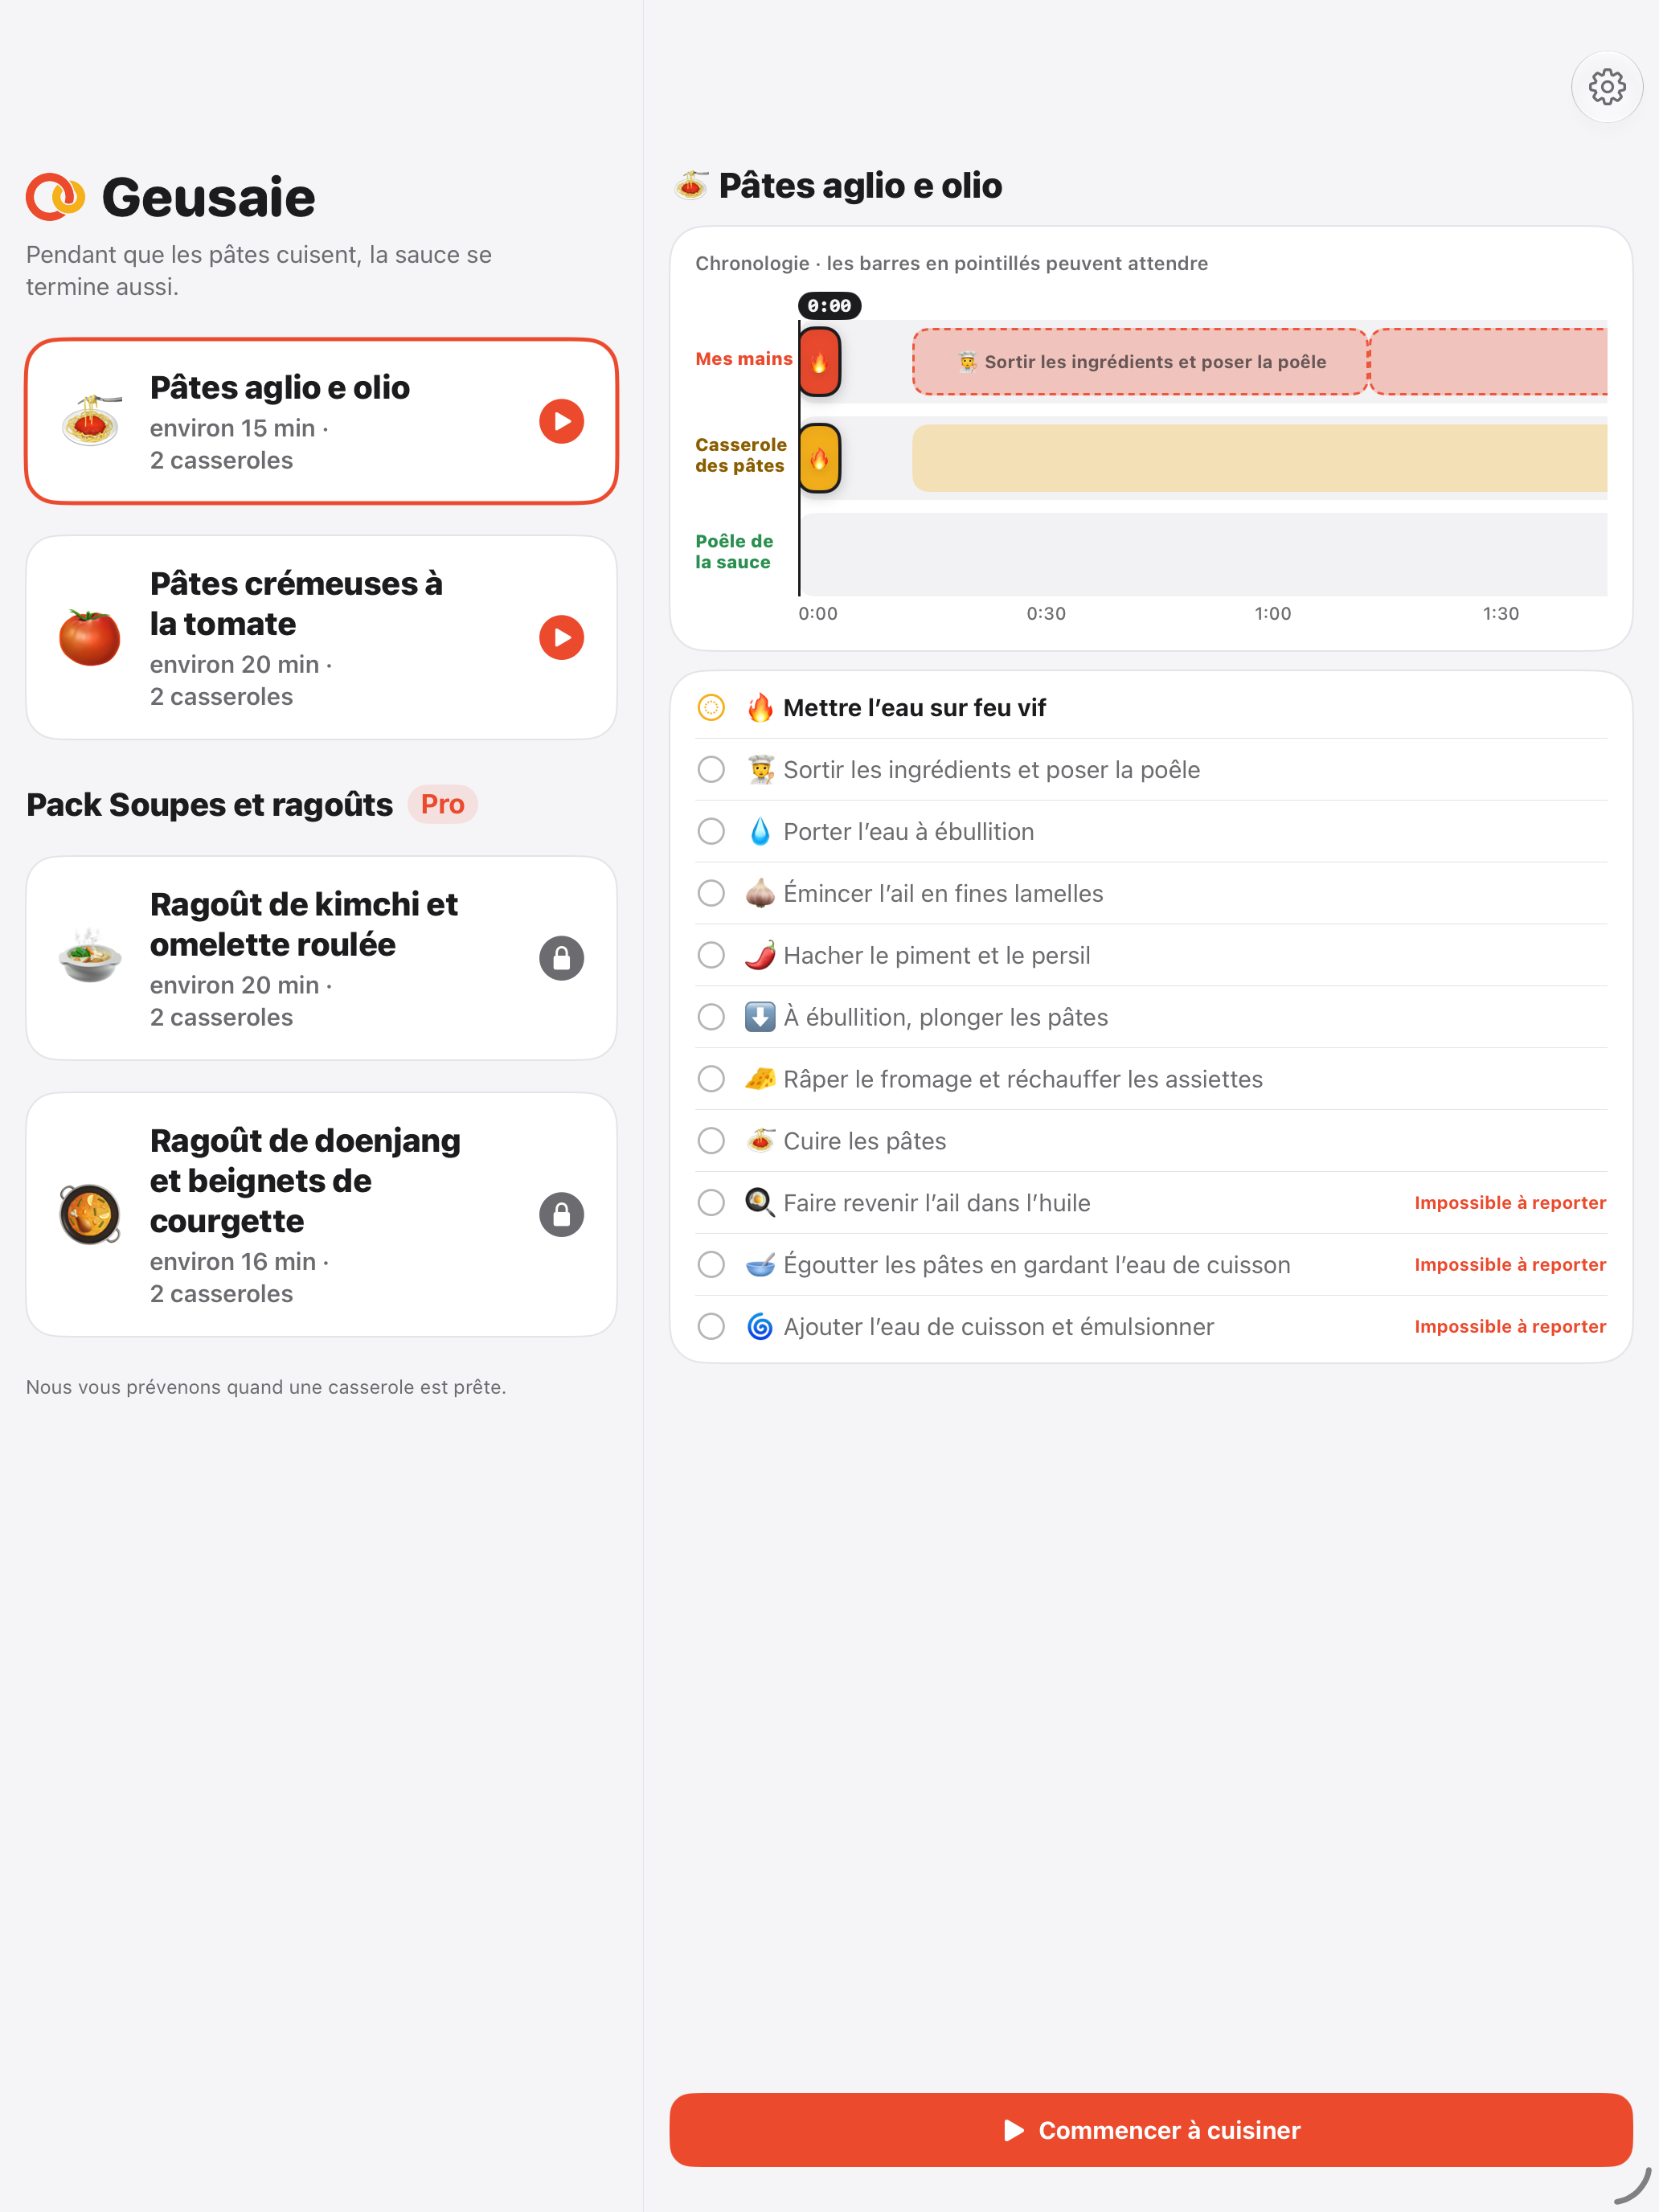 Geusaie
Pendant que les pâtes cuisent, la sauce se
termine aussi.
Pâtes aglio e olio
environ 15 min ·
2 casseroles
Pâtes crémeuses à
la tomate
environ 20 min ·
2 casseroles
Pack Soupes et ragoûts Pro
Ragoût de kimchi et
omelette roulée
environ 20 min ·
2 casseroles
Ragoût de doenjang
et beignets de
courgette
environ 16 min ·
2 casseroles
Nous vous prévenons quand une casserole est prête.
Pâtes aglio e olio
Chronologie · les barres en pointillés peuvent attendre
0:00
Mes mains
Sortir les ingrédients et poser la poêle
Casserole
des pâtes
Poêle de
la sauce
0:00 0:30 1:00 1:30
Mettre l’eau sur feu vif
Sortir les ingrédients et poser la poêle
Porter l’eau à ébullition
Émincer l’ail en fines lamelles
Hacher le piment et le persil
À ébullition, plonger les pâtes
Râper le fromage et réchauffer les assiettes
Cuire les pâtes
Faire revenir l’ail dans l’huile Impossible à reporter
Égoutter les pâtes en gardant l’eau de cuisson Impossible à reporter
Ajouter l’eau de cuisson et émulsionner Impossible à reporter
Commencer à cuisiner